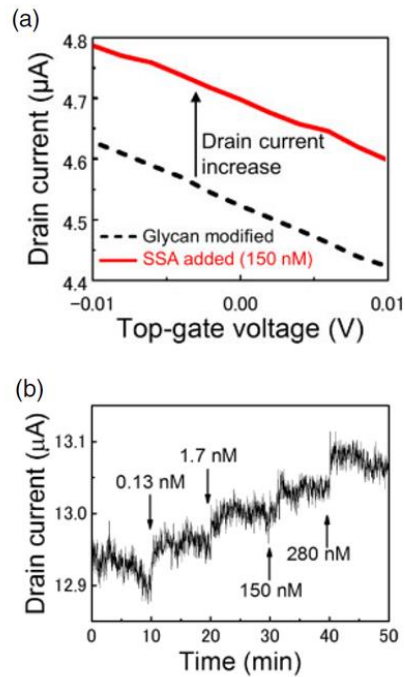 (a)
Drain current (μA)
4.8
4.7
4.6
4.5
4.4
Drain current
increase
Glycan modified
SSA added (150 nM)
−0.01
0.00
0.01
Top-gate voltage (V)
(b)
Drain current (μA)
13.1
13.0
12.9
0.13 nM
1.7 nM
150 nM
280 nM
0
10
20
30
40
50
Time (min)